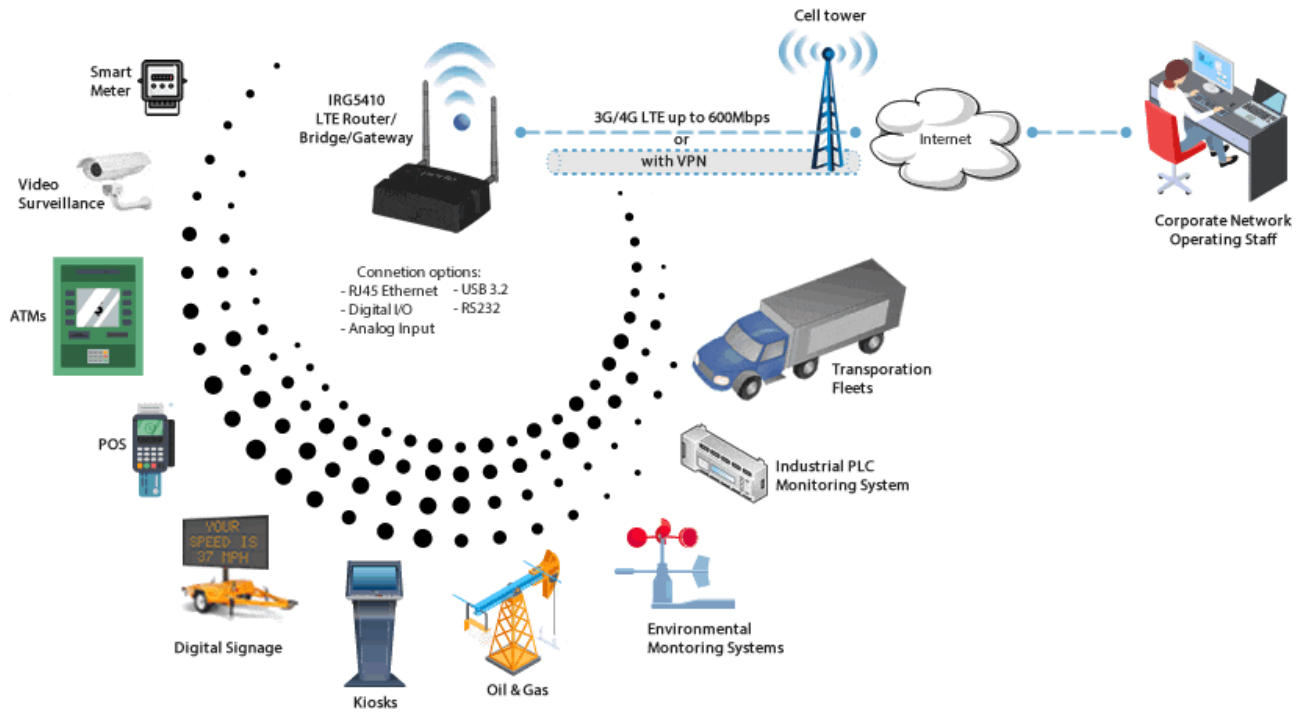 Cell tower
Smart
Meter
IRG5410
LTE Router/
Bridge/Gateway
3G/4G LTE up to 600Mbps
or
with VPN
Internet
Video
Surveillance
Corporate Network
Operating Staff
Connetion options:
- RJ45 Ethernet - USB 3.2
- Digital I/O - RS232
- Analog Input
ATMs
Transporation
Fleets
POS
Industrial PLC
Monitoring System
YOUR
SPEED IS
37 MPH
Digital Signage
Environmental
Montoring Systems
Oil & Gas
Kiosks